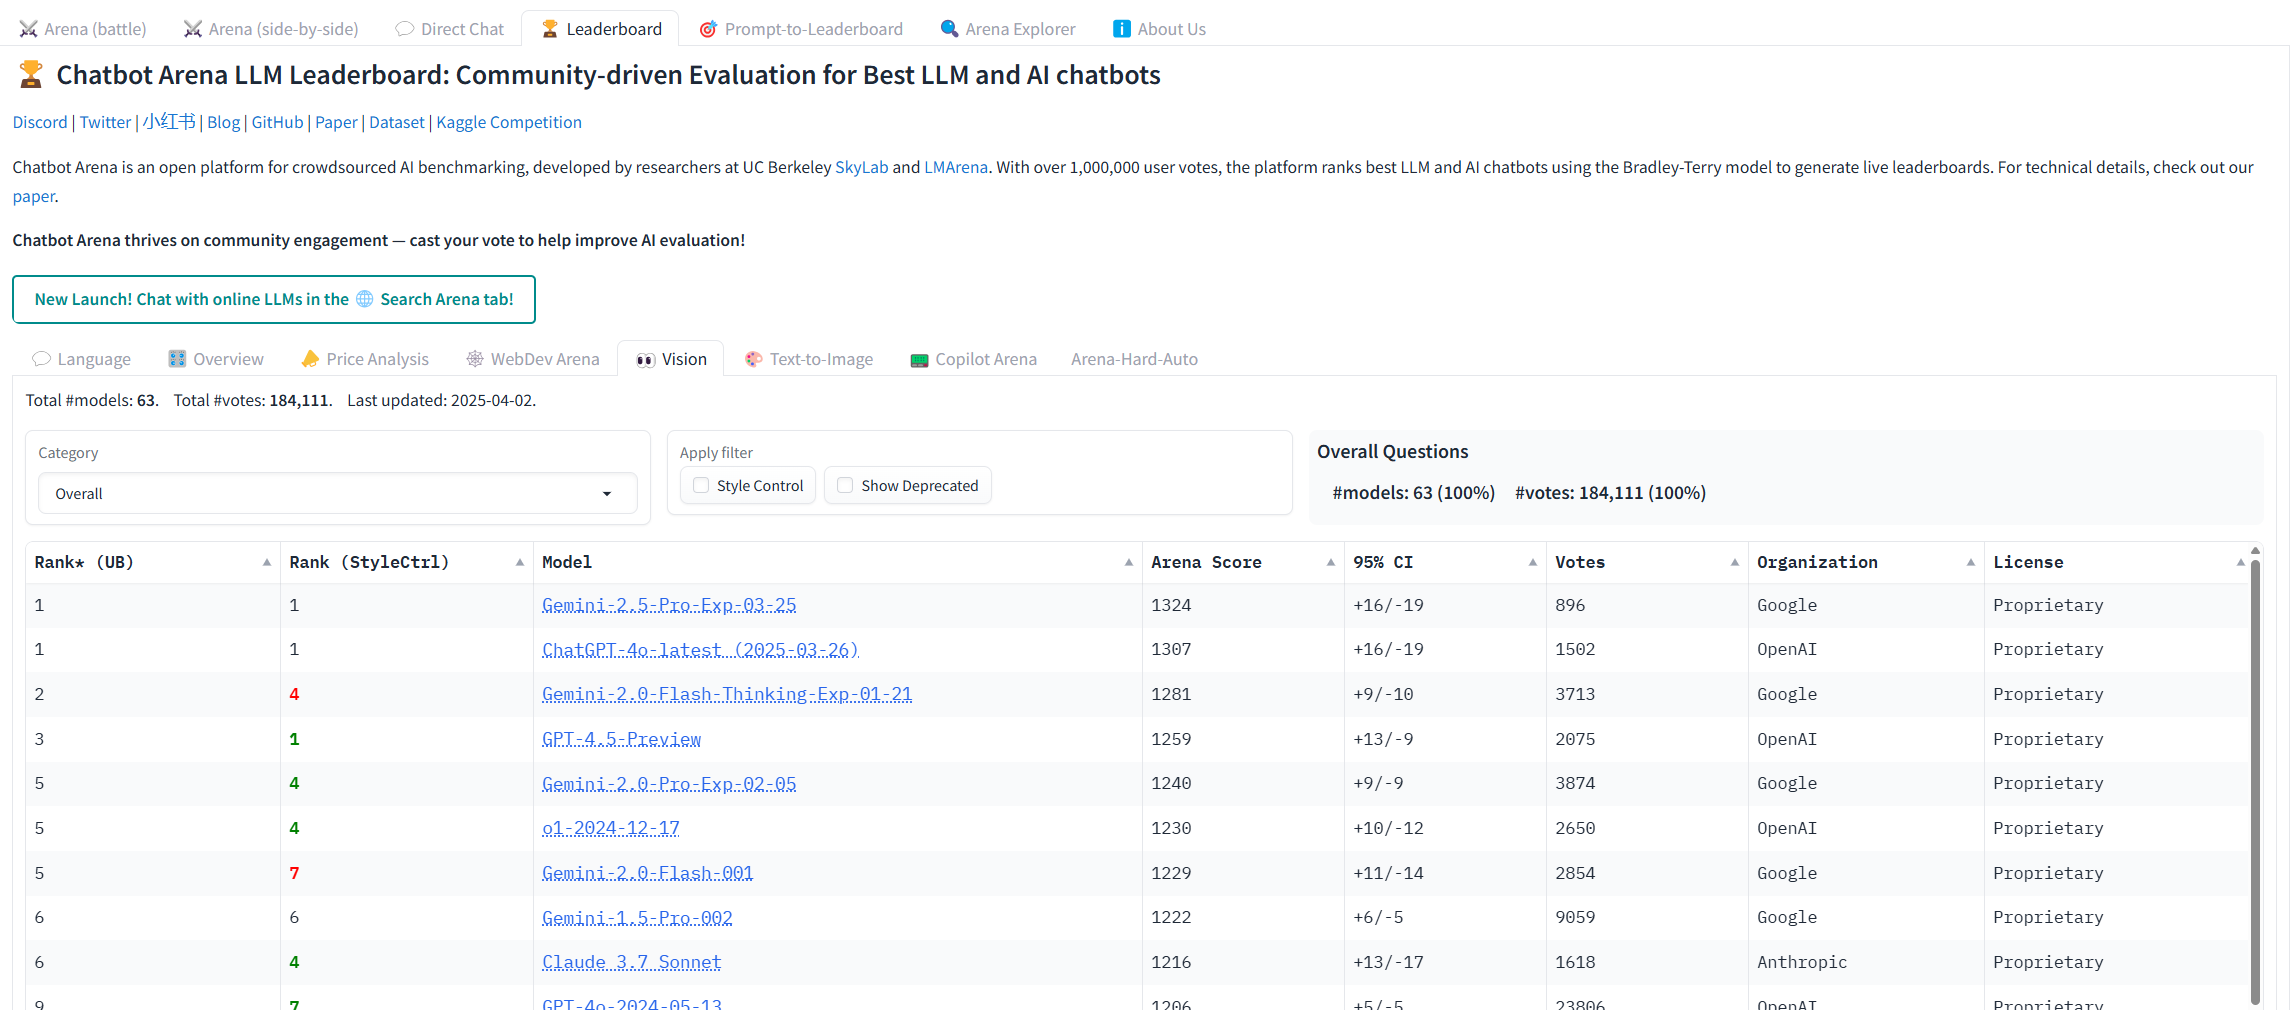 Arena (battle) Arena (side-by-side) Direct Chat Leaderboard Prompt-to-Leaderboard Arena Explorer About Us
Chatbot Arena LLM Leaderboard: Community-driven Evaluation for Best LLM and AI chatbots
Discord | Twitter | 小红书 | Blog | GitHub | Paper | Dataset | Kaggle Competition
Chatbot Arena is an open platform for crowdsourced AI benchmarking, developed by researchers at UC Berkeley SkyLab and LMArena. With over 1,000,000 user votes, the platform ranks best LLM and AI chatbots using the Bradley-Terry model to generate live leaderboards. For technical details, check out our
paper.
Chatbot Arena thrives on community engagement — cast your vote to help improve AI evaluation!
New Launch! Chat with online LLMs in the 🌐 Search Arena tab!
Language Overview Price Analysis WebDev Arena Vision Text-to-Image Copilot Arena Arena-Hard-Auto
Total #models: 63. Total #votes: 184,111. Last updated: 2025-04-02.
Category
Overall
Apply filter
Style Control Show Deprecated
Overall Questions
#models: 63 (100%) #votes: 184,111 (100%)
Rank* (UB) Rank (StyleCtrl) Model Arena Score 95% CI Votes Organization License
1 1 Gemini-2.5-Pro-Exp-03-25 1324 +16/-19 896 Google Proprietary
1 1 ChatGPT-4o-latest (2025-03-26) 1307 +16/-19 1502 OpenAI Proprietary
2 4 Gemini-2.0-Flash-Thinking-Exp-01-21 1281 +9/-10 3713 Google Proprietary
3 1 GPT-4.5-Preview 1259 +13/-9 2075 OpenAI Proprietary
5 4 Gemini-2.0-Pro-Exp-02-05 1240 +9/-9 3874 Google Proprietary
5 4 o1-2024-12-17 1230 +10/-12 2650 OpenAI Proprietary
5 7 Gemini-2.0-Flash-001 1229 +11/-14 2854 Google Proprietary
6 6 Gemini-1.5-Pro-002 1222 +6/-5 9059 Google Proprietary
6 4 Claude 3.7 Sonnet 1216 +13/-17 1618 Anthropic Proprietary
9 7 GPT-4o-2024-05-13 1206 +5/-5 23806 OpenAI Proprietary